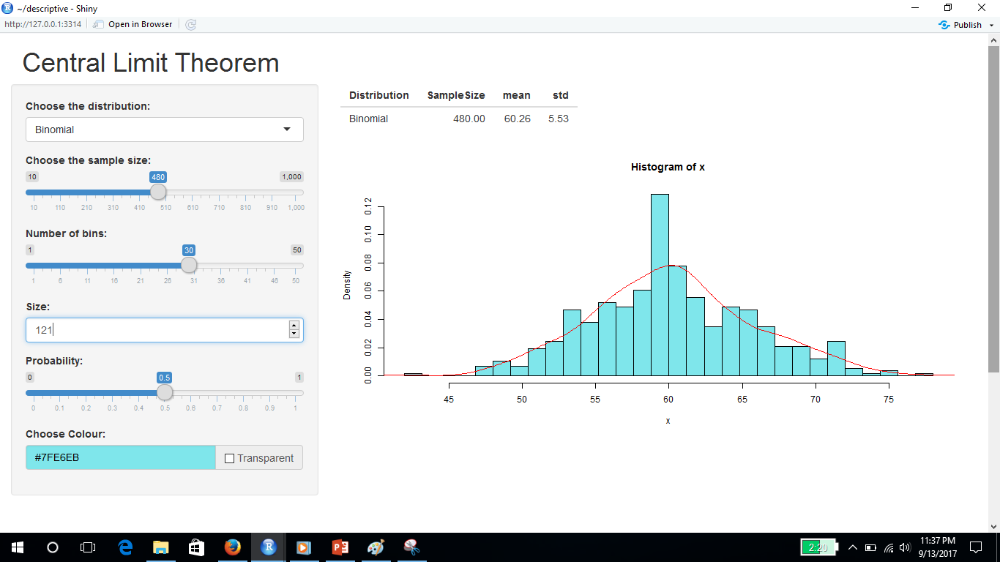 ~/descriptive - Shiny
http://127.0.0.1:3314 Open in Browser Publish
Central Limit Theorem
Choose the distribution:
Binomial
Choose the sample size:
10 480 1,000
10 110 210 310 410 510 610 710 810 910 1,000
Number of bins:
1 30 50
1 6 11 16 21 26 31 36 41 46 50
Size:
121
Probability:
0 0.5 1
0 0.1 0.2 0.3 0.4 0.5 0.6 0.7 0.8 0.9 1
Choose Colour:
#7FE6EB Transparent
Distribution SampleSize mean std
Binomial 480.00 60.26 5.53
Histogram of x
Density
0.00 0.02 0.04 0.06 0.08 0.10 0.12
45 50 55 60 65 70 75
x
2:20
11:37 PM
9/13/2017